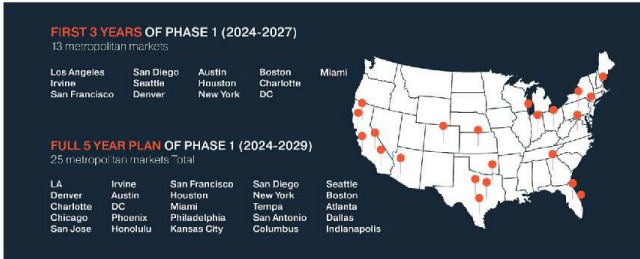 FIRST 3 YEARS OF PHASE 1 (2024-2027)
13 metropolitan markets
Los Angeles San Diego Austin Boston Miami
Irvine Seattle Houston Charlotte
San Francisco Denver New York DC
FULL 5 YEAR PLAN OF PHASE 1 (2024-2029)
25 metropolitan markets Total
LA Irvine San Francisco San Diego Seattle
Denver Austin Houston New York Boston
Charlotte DC Miami Tempa Atlanta
Chicago Phoenix Philadelphia San Antonio Dallas
San Jose Honolulu Kansas City Columbus Indianapolis